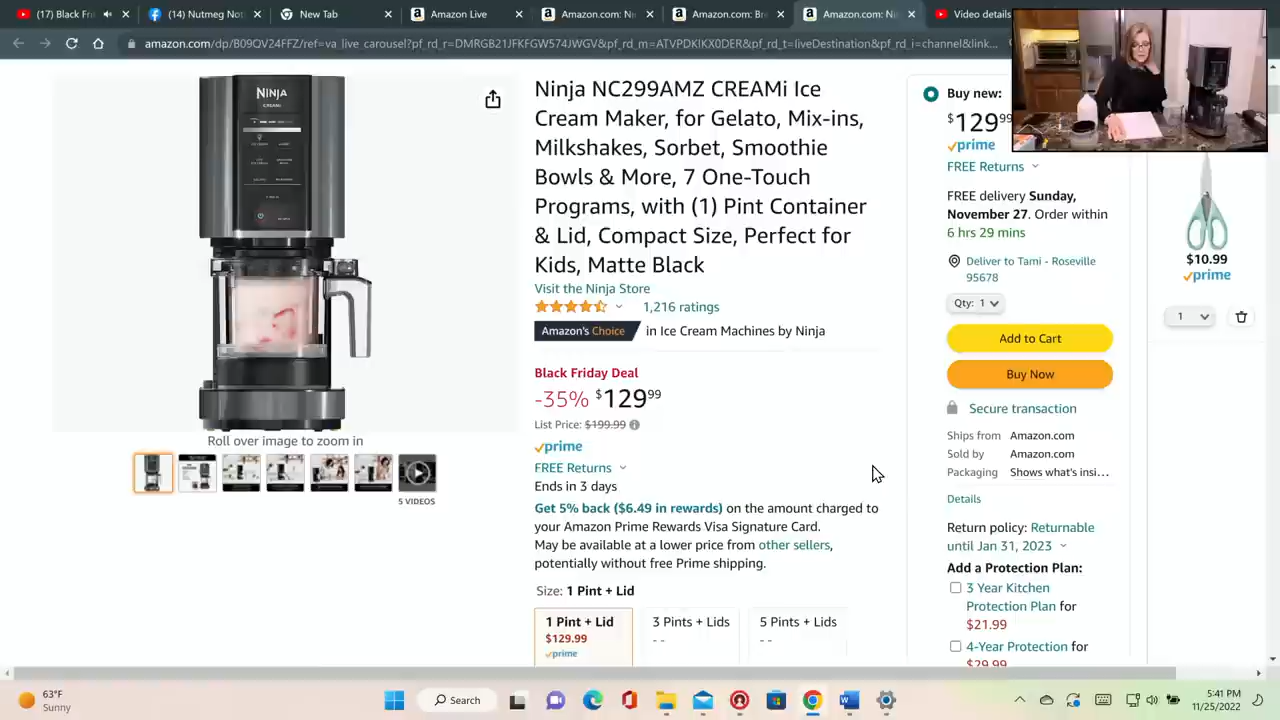 (17) Black Fr
(14) Nutmeg No
New Tab
Amazon Live
Amazon.com: N
Amazon.com: Br
Amazon.com: Ni
Video details
amazon.com/dp/B09QV24FFZ/ref=va_live_carousel?pf_rd_r=DMRGB21JFKFGW574JWGV&pf_rd_m=ATVPDKIKX0DER&pf_rd_t=liveDestination&pf_rd_i=channel&link...
NINJA
CREAMi
Roll over image to zoom in
5 VIDEOS
Ninja NC299AMZ CREAMi Ice
Cream Maker, for Gelato, Mix-ins,
Milkshakes, Sorbet, Smoothie
Bowls & More, 7 One-Touch
Programs, with (1) Pint Container
& Lid, Compact Size, Perfect for
Kids, Matte Black
Visit the Ninja Store
1,216 ratings
Amazon's Choice in Ice Cream Machines by Ninja
Black Friday Deal
-35% $129.99
List Price: $199.99
prime
FREE Returns
Ends in 3 days
Get 5% back ($6.49 in rewards) on the amount charged to
your Amazon Prime Rewards Visa Signature Card.
May be available at a lower price from other sellers,
potentially without free Prime shipping.
Size: 1 Pint + Lid
1 Pint + Lid
$129.99
prime
3 Pints + Lids
5 Pints + Lids
Buy new:
$129.99
prime
FREE Returns
FREE delivery Sunday,
November 27. Order within
6 hrs 29 mins
Deliver to Tami - Roseville
95678
Qty: 1
Add to Cart
Buy Now
Secure transaction
Ships from Amazon.com
Sold by Amazon.com
Packaging Shows what's insi...
Details
Return policy: Returnable
until Jan 31, 2023
Add a Protection Plan:
3 Year Kitchen
Protection Plan for
$21.99
4-Year Protection for
$29.99
$10.99
prime
1
63°F
Sunny
Search
5:41 PM
11/25/2022